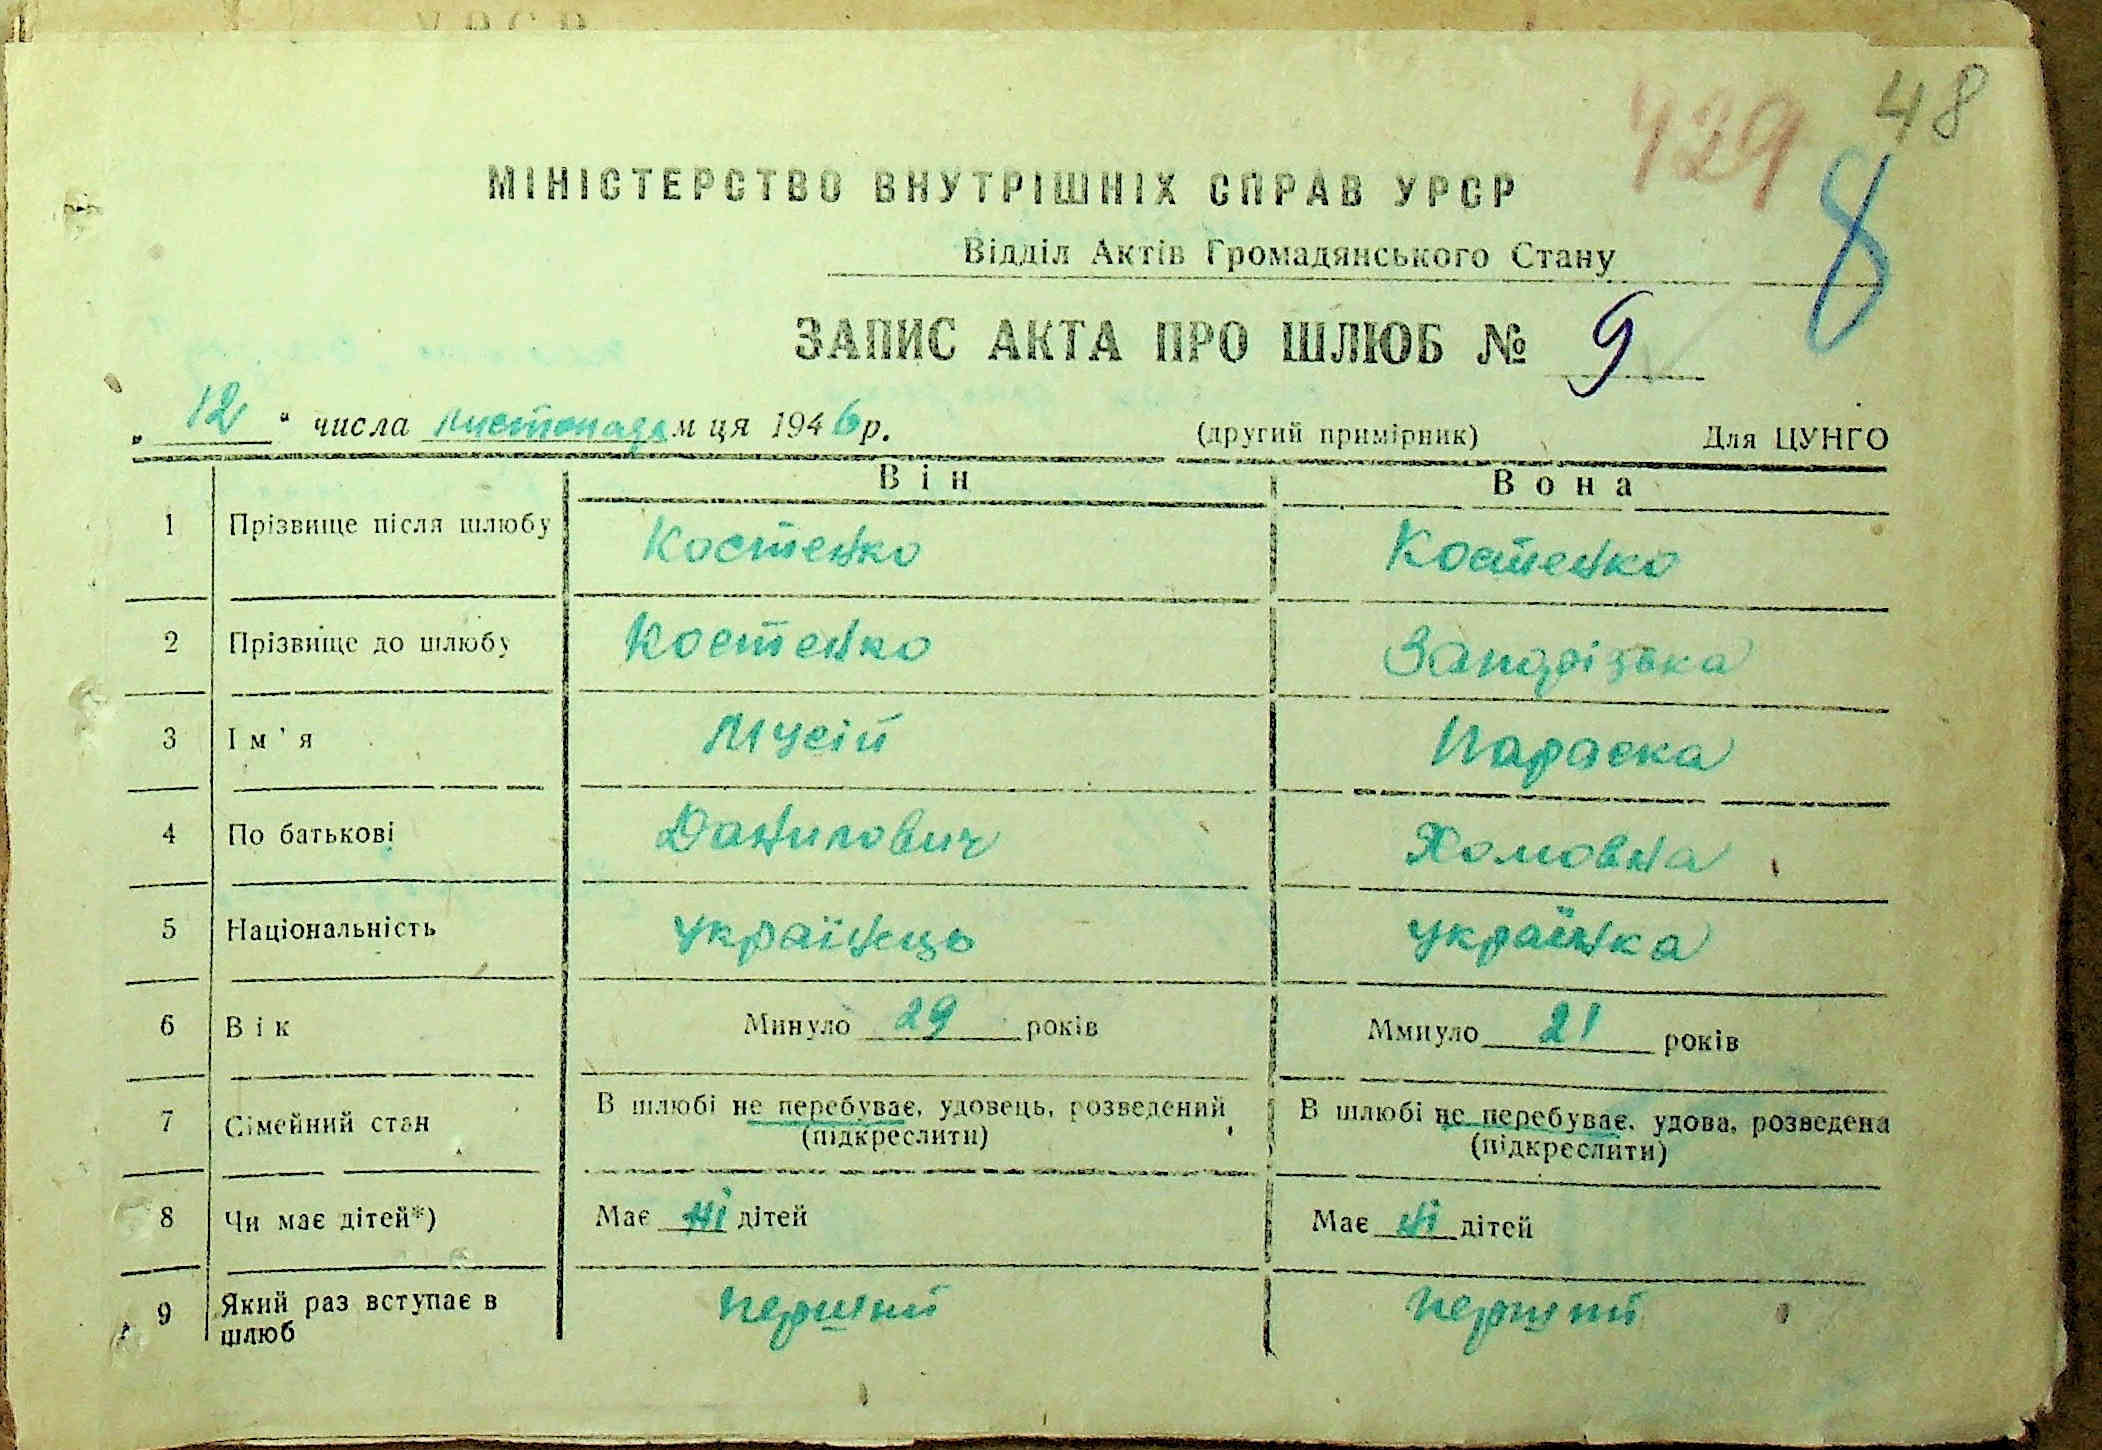 48
439
8
МІНІСТЕРСТВО ВНУТРІШНІХ СПРАВ УРСР
Відділ Актів Громадянського Стану
ЗАПИС АКТА ПРО ШЛЮБ № 9
„ 12 “ числа листопада м ця 1946 р. (другий примірник) Для ЦУНГО
Він Вона
1 Прізвище після шлюбу Костенко Костенко
2 Прізвище до шлюбу Костенко Запорізька
3 Ім'я Мусій Параска
4 По батькові Данилович Хомовна
5 Національність українець українка
6 Вік Минуло 29 років Ммнуло 21 років
7 Сімейний стан В шлюбі не перебуває, удовець, розведений В шлюбі не перебуває, удова, розведена
(підкреслити) (підкреслити)
8 Чи має дітей*) Має ні дітей Має ні дітей
9 Який раз вступає в шлюб перший перший